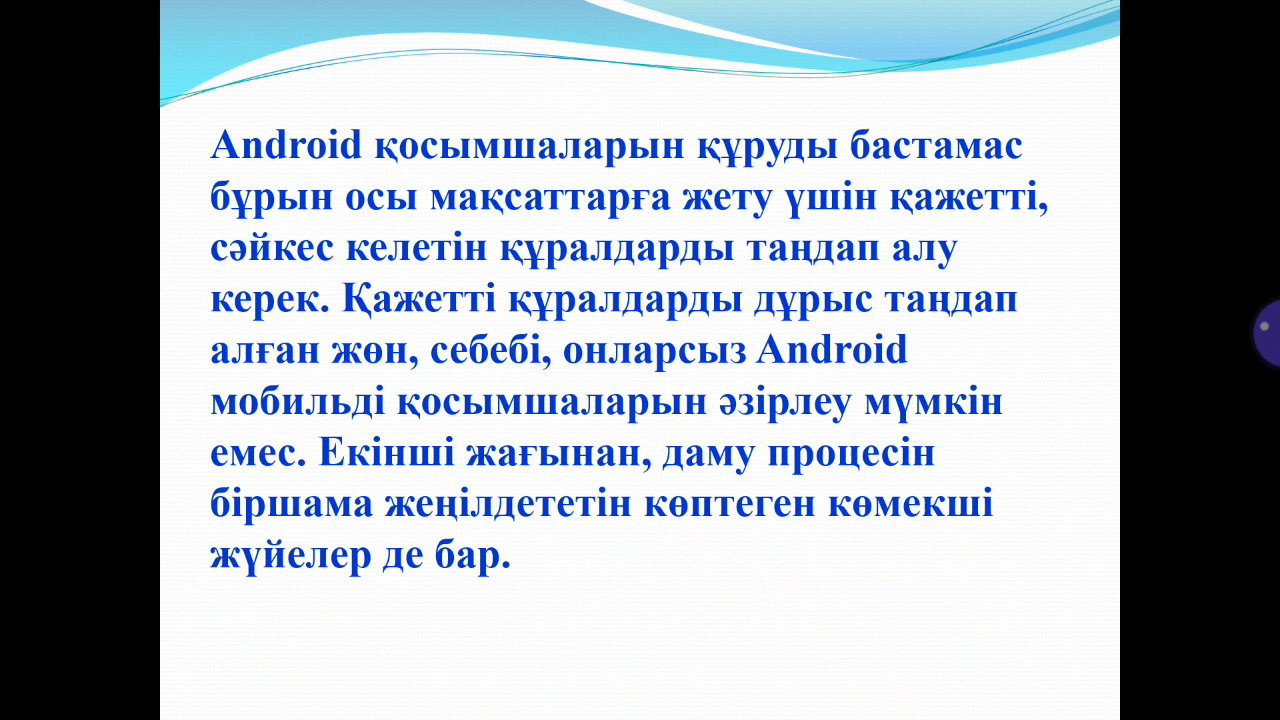 Android қосымшаларын құруды бастамас
бұрын осы мақсаттарға жету үшін қажетті,
сәйкес келетін құралдарды таңдап алу
керек. Қажетті құралдарды дұрыс таңдап
алған жөн, себебі, онларсыз Android
мобильді қосымшаларын әзірлеу мүмкін
емес. Екінші жағынан, даму процесін
біршама жеңілдететін көптеген көмекші
жүйелер де бар.